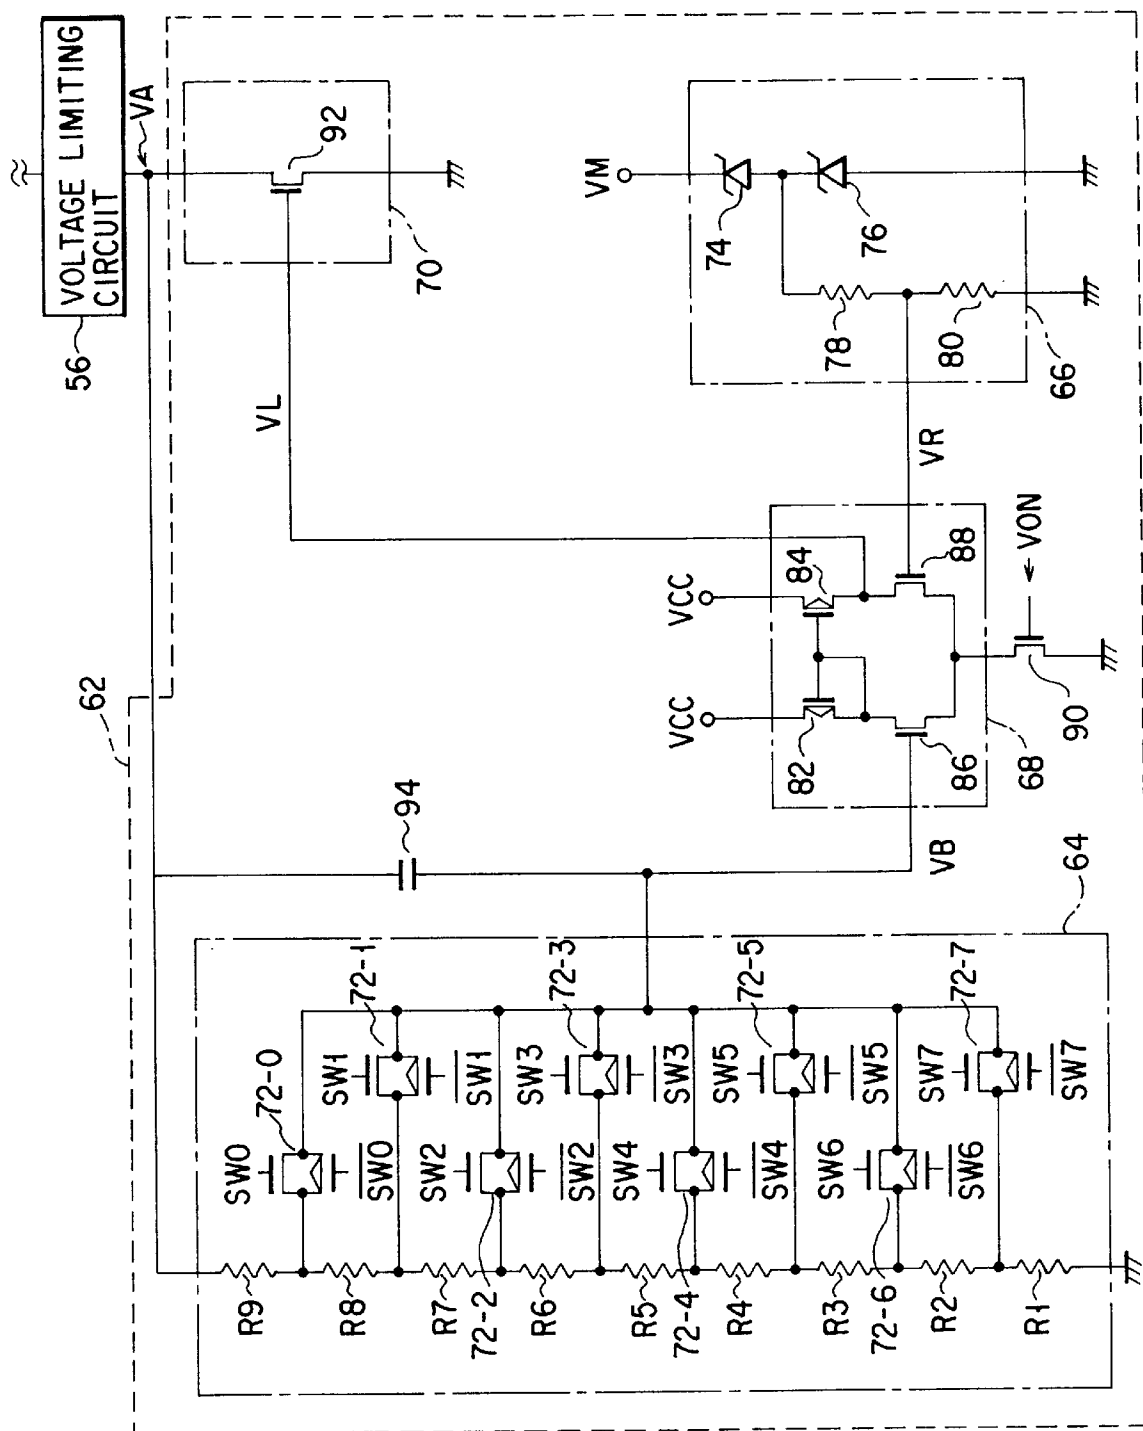 56
VOLTAGE LIMITING
CIRCUIT
VA
62
92
70
VL
VM
74
76
78
80
66
VR
VCC
VCC
82
84
86
88
68
VON
90
94
VB
64
R9
R8
R7
R6
R5
R4
R3
R2
R1
SW0
72-0
SW0
SW1
72-1
SW1
SW2
72-2
SW2
SW3
72-3
SW3
SW4
72-4
SW4
SW5
72-5
SW5
SW6
72-6
SW6
SW7
72-7
SW7